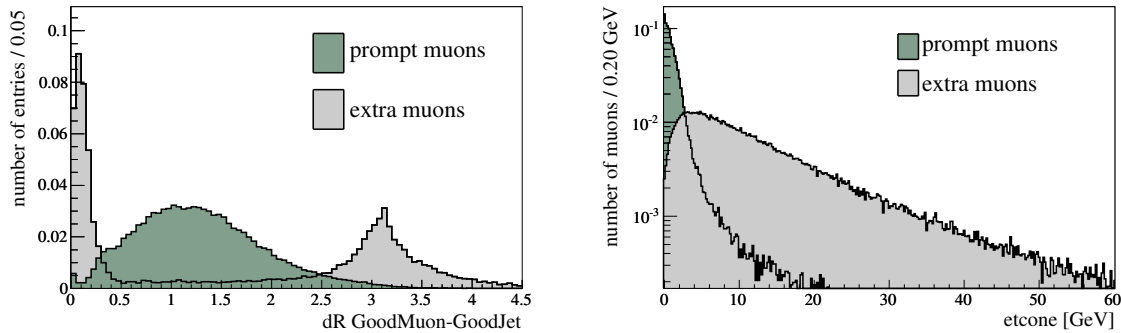 number of entries / 0.05
0.1
0.08
0.06
0.04
0.02
0
0 0.5 1 1.5 2 2.5 3 3.5 4 4.5
dR GoodMuon-GoodJet
prompt muons
extra muons
number of muons / 0.20 GeV
10⁻¹
10⁻²
10⁻³
0 10 20 30 40 50 60
etcone [GeV]
prompt muons
extra muons